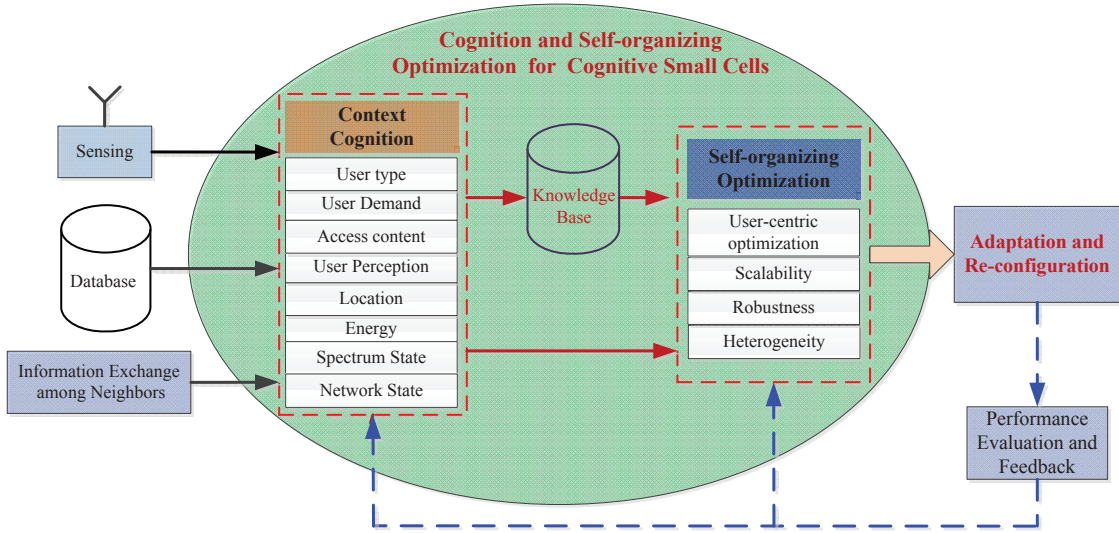 Cognition and Self-organizing
Optimization for Cognitive Small Cells
Sensing
Database
Information Exchange
among Neighbors
Context
Cognition
User type
User Demand
Access content
User Perception
Location
Energy
Spectrum State
Network State
Knowledge
Base
Self-organizing
Optimization
User-centric
optimization
Scalability
Robustness
Heterogeneity
Adaptation and
Re-configuration
Performance
Evaluation and
Feedback